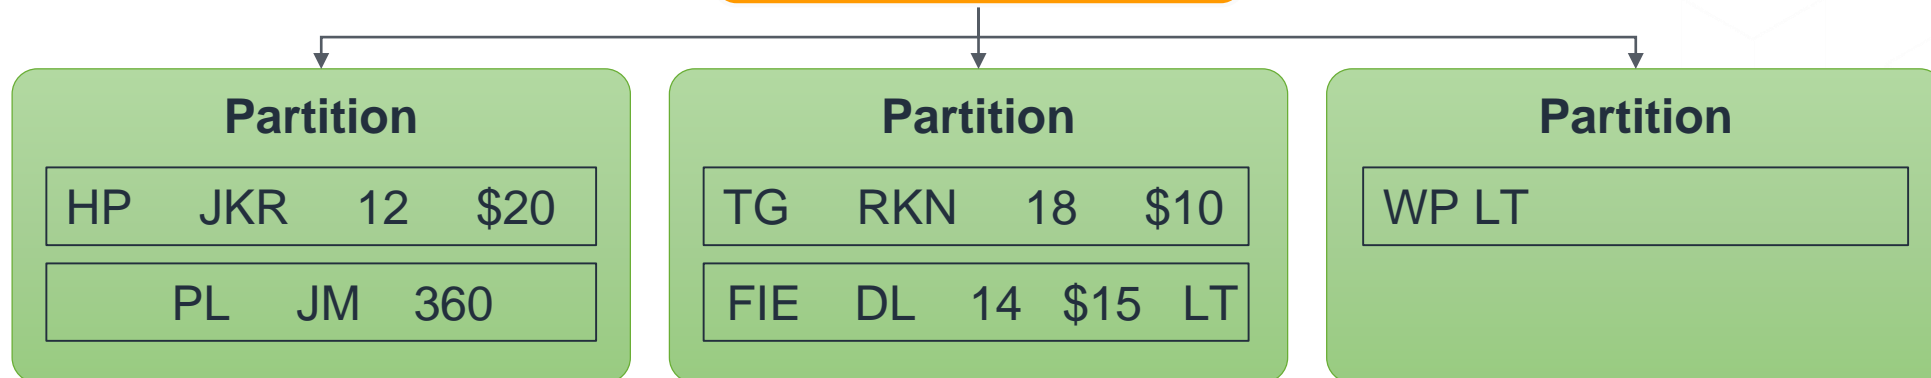 Partition
HP JKR 12 $20
PL JM 360
Partition
TG RKN 18 $10
FIE DL 14 $15 LT
Partition
WP LT